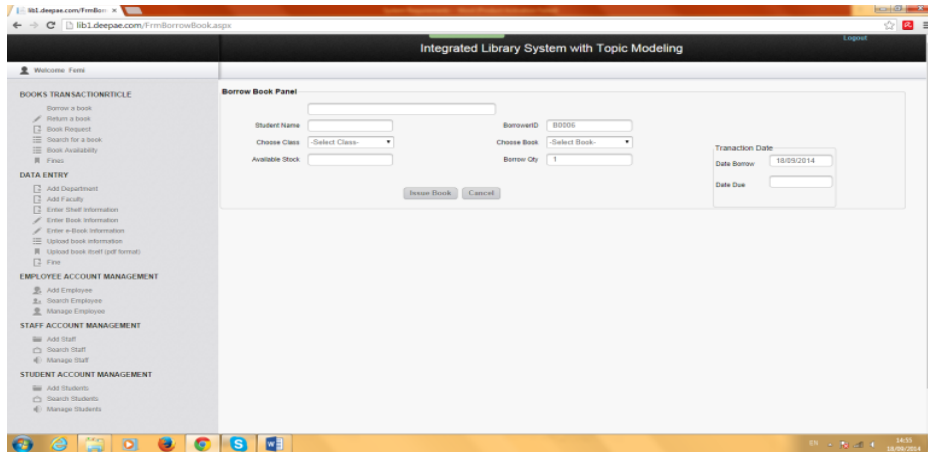 lib1.deepae.com/FrmBorr
lib1.deepae.com/FrmBorrowBook.aspx
Logout
Integrated Library System with Topic Modeling
Welcome Femi
BOOKS TRANSACTIONRTICLE
Borrow a book
Return a book
Book Request
Search for a book
Book Availability
Fines
DATA ENTRY
Add Department
Add Faculty
Enter Shelf Information
Enter Book Information
Enter e-Book Information
Upload book information
Upload book itself (pdf format)
Fine
EMPLOYEE ACCOUNT MANAGEMENT
Add Employee
Search Employee
Manage Employee
STAFF ACCOUNT MANAGEMENT
Add Staff
Search Staff
Manage Staff
STUDENT ACCOUNT MANAGEMENT
Add Students
Search Students
Manage Students
Borrow Book Panel
Student Name BorrowerID B0006
Choose Class -Select Class- Choose Book -Select Book-
Available Stock Borrow Qty 1
Tranaction Date
Date Borrow 18/09/2014
Date Due
Issue Book Cancel
EN 14:55
18/09/2014